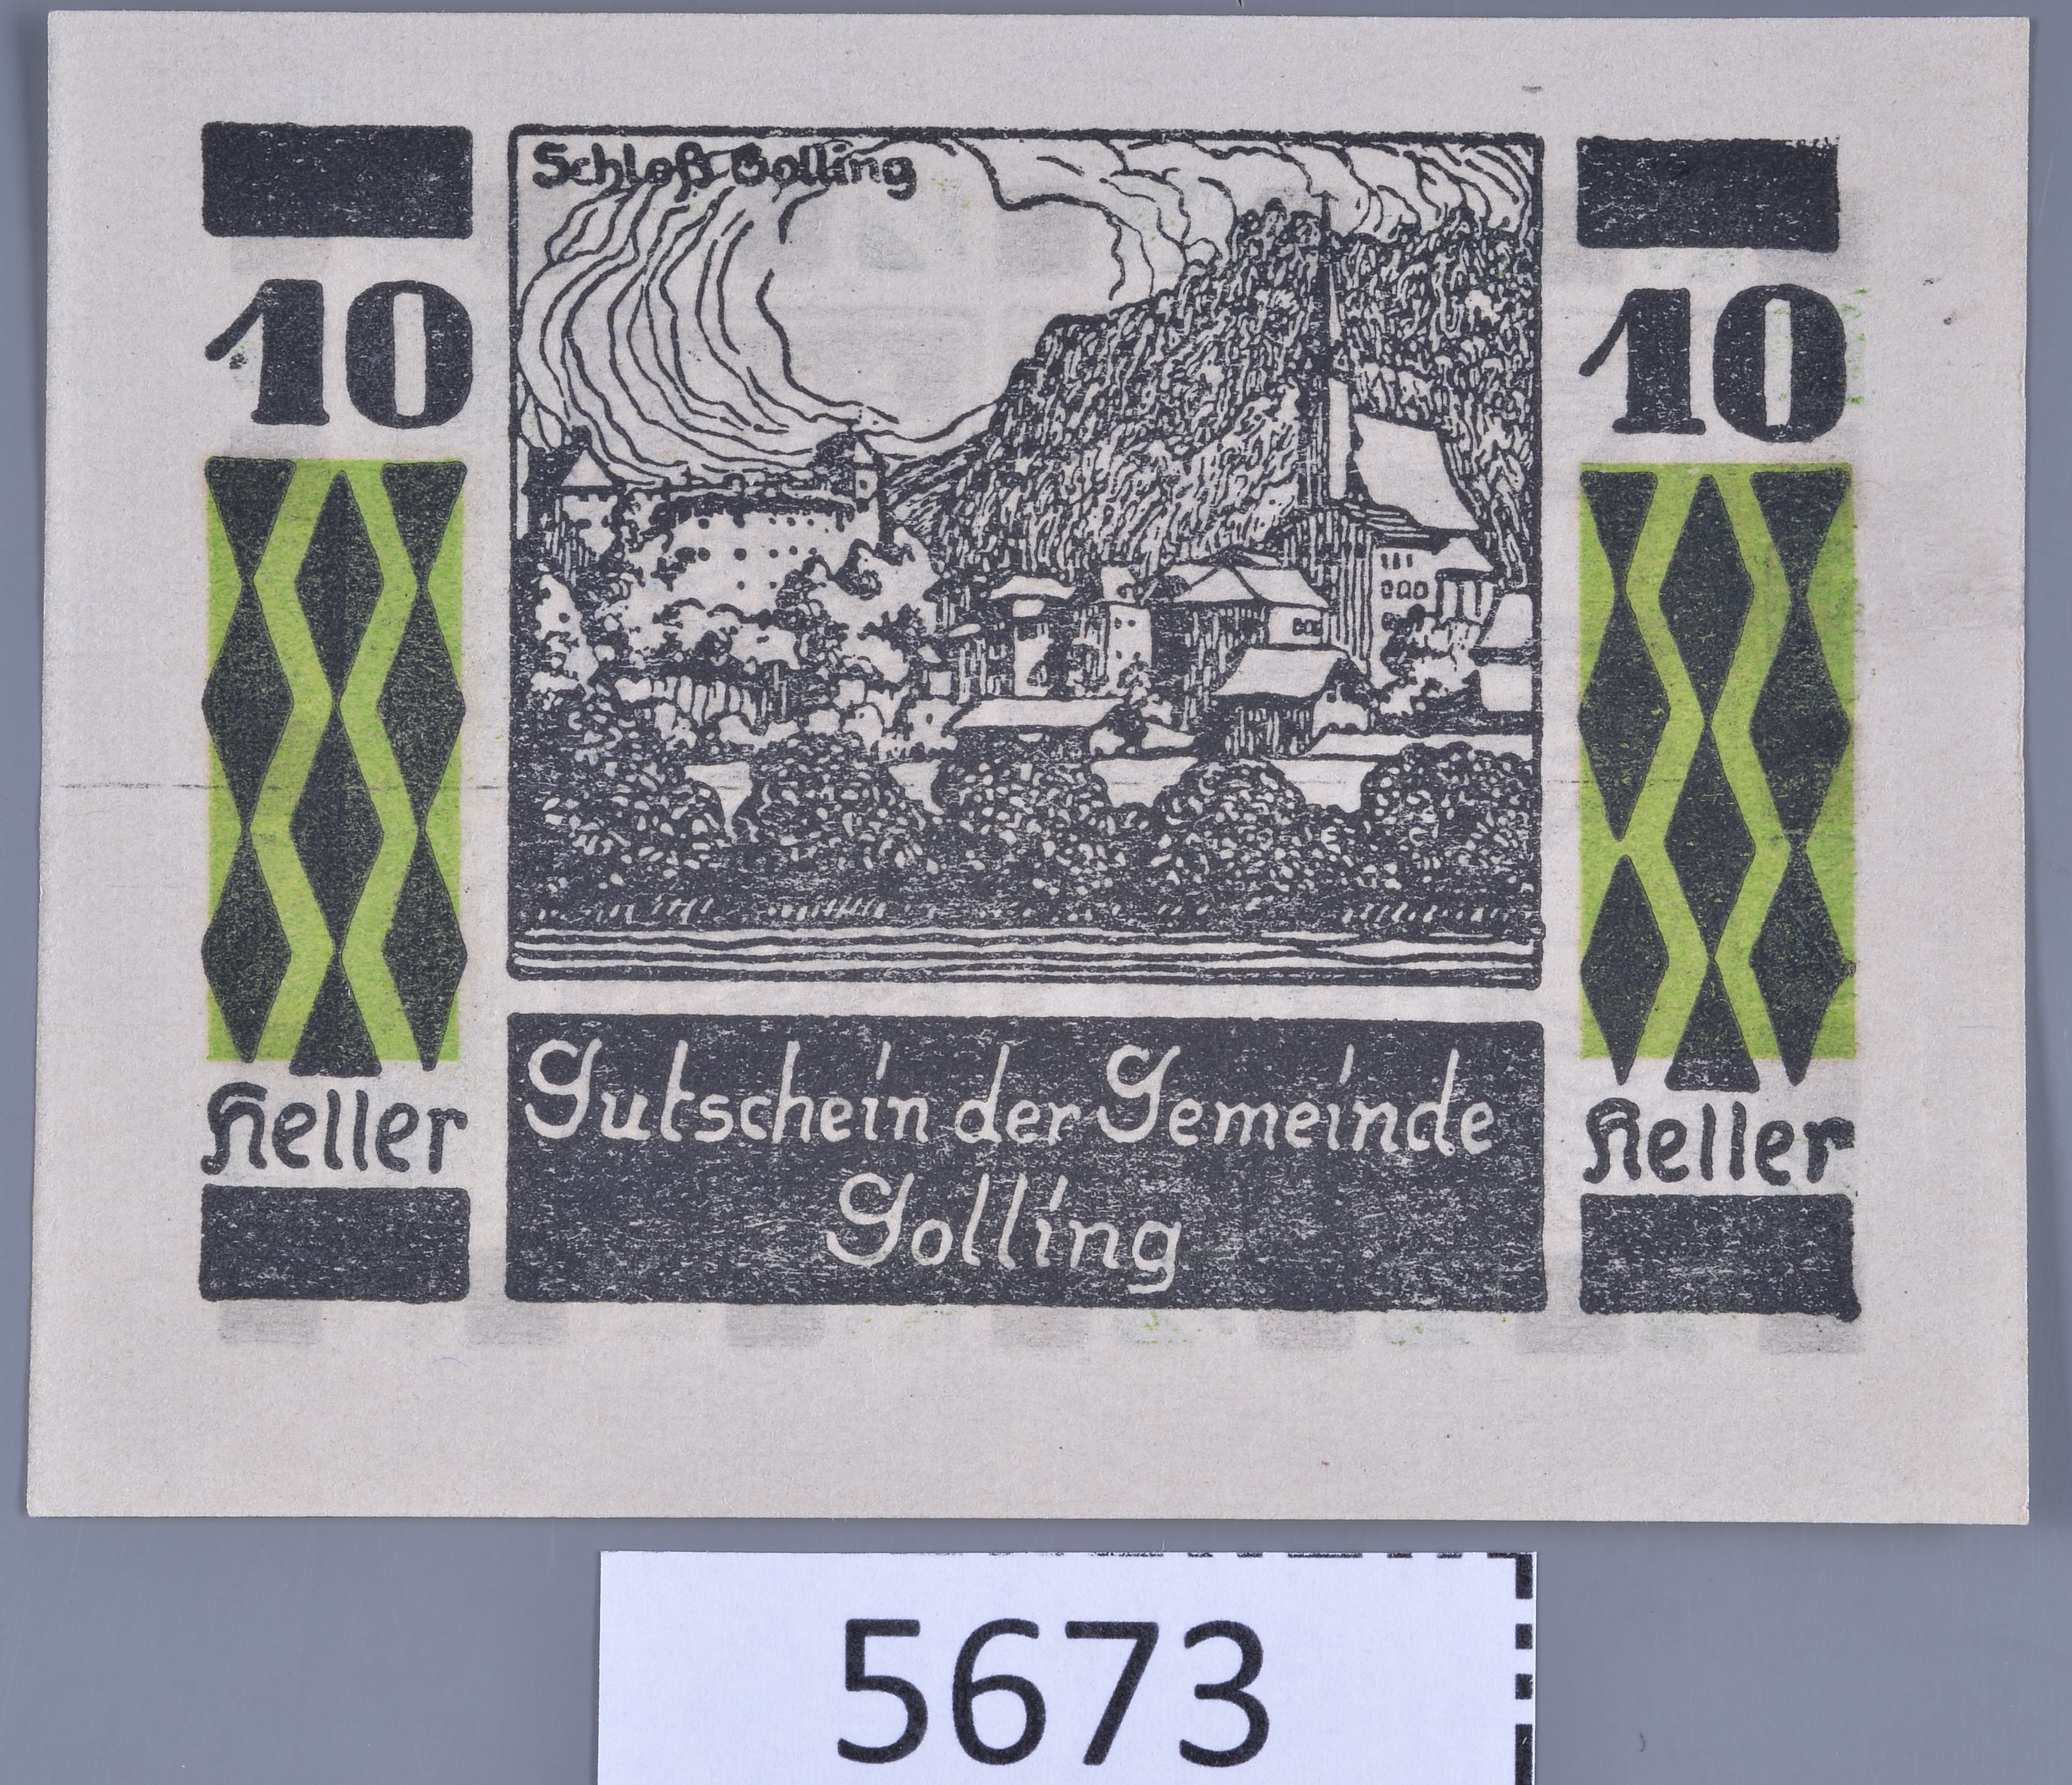 Schloß Golling
10
10
Heller
Heller
Gutschein der Gemeinde
Golling
5673